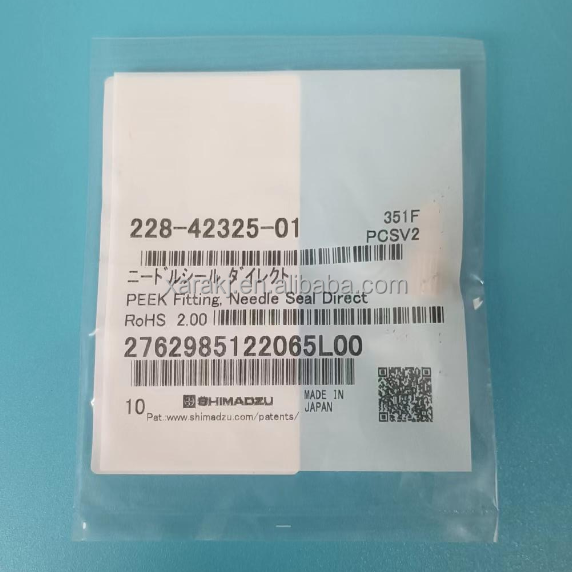 228-42325-01
351F
PCSV2
ニードルシール,ダイレクト
xarakt.en.alibaba.com
PEEK Fitting, Needle Seal Direct
RoHS 2.00
2762985122065L00
10
SHIMADZU
MADE IN
JAPAN
Pat.:www.shimadzu.com/patents/